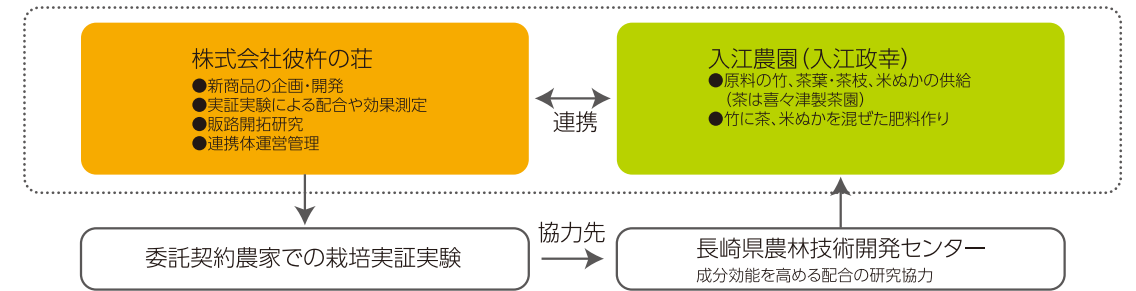 株式会社彼杵の荘
●新商品の企画・開発
●実証実験による配合や効果測定
●販路開拓研究
●連携体運営管理
連携
入江農園（入江政幸）
●原料の竹、茶葉・茶枝、米ぬかの供給
（茶は喜々津製茶園）
●竹に茶、米ぬかを混ぜた肥料作り
委託契約農家での栽培実証実験
協力先
長崎県農林技術開発センター
成分効能を高める配合の研究協力